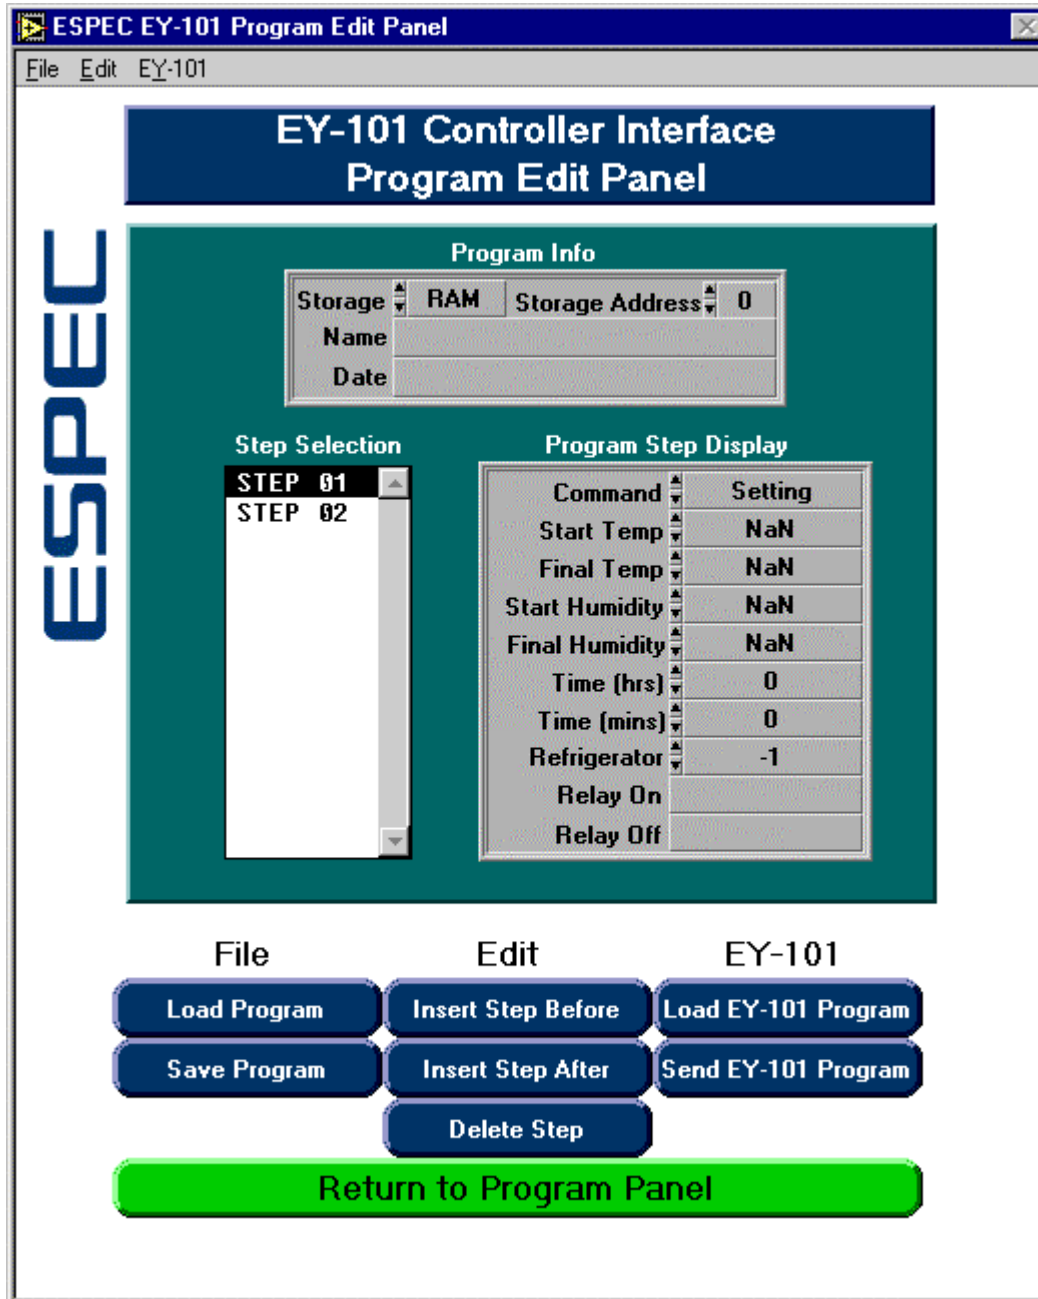 ESPEC EY-101 Program Edit Panel
File Edit EY-101
EY-101 Controller Interface
Program Edit Panel
ESPEC
Program Info
Storage RAM Storage Address 0
Name
Date
Step Selection
STEP 01
STEP 02
Program Step Display
Command Setting
Start Temp NaN
Final Temp NaN
Start Humidity NaN
Final Humidity NaN
Time (hrs) 0
Time (mins) 0
Refrigerator -1
Relay On
Relay Off
File Edit EY-101
Load Program Insert Step Before Load EY-101 Program
Save Program Insert Step After Send EY-101 Program
Delete Step
Return to Program Panel